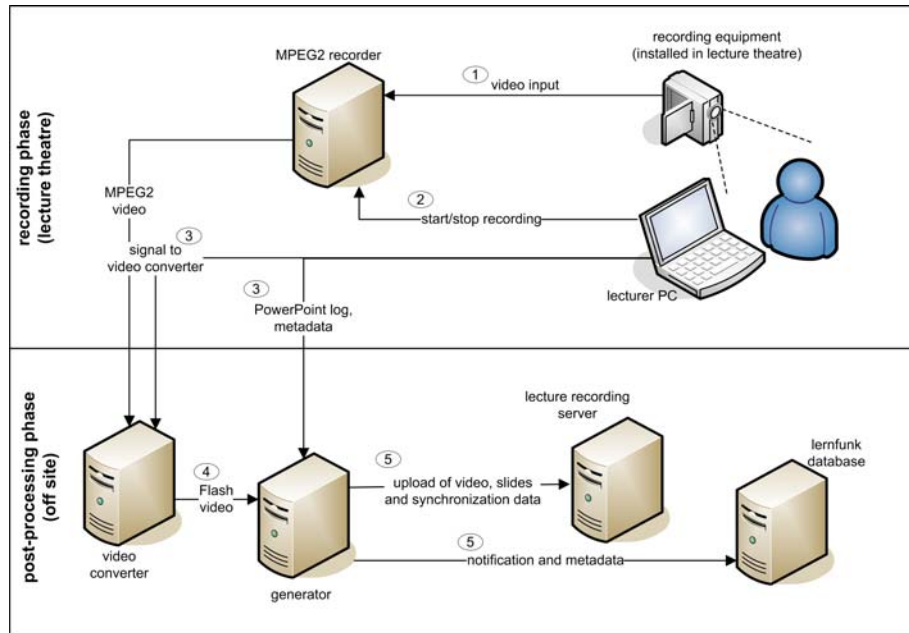 recording phase
(lecture theatre)
MPEG2 recorder
recording equipment
(installed in lecture theatre)
1
video input
2
start/stop recording
MPEG2
video
3
signal to
video converter
3
PowerPoint log,
metadata
lecturer PC
post-processing phase
(off site)
lecture recording
server
lernfunk
database
4
Flash
video
5
upload of video, slides
and synchronization data
5
notification and metadata
video
converter
generator